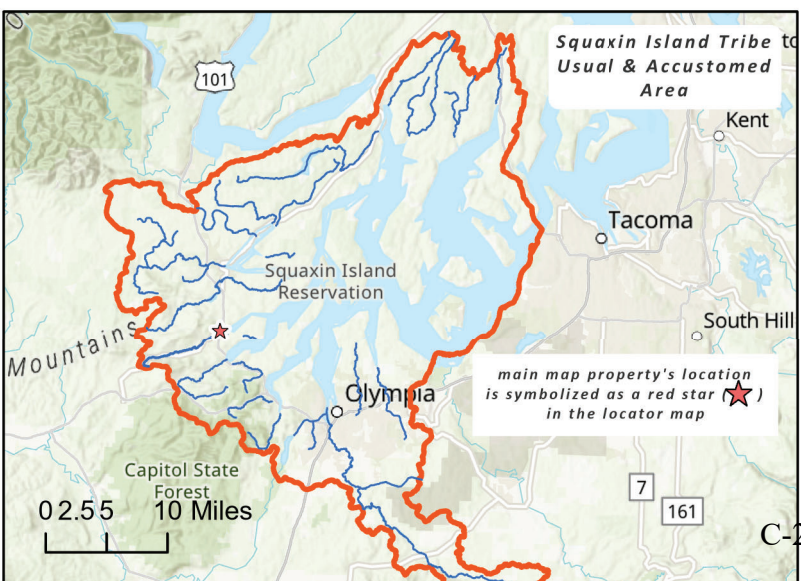 Squaxin Island Tribe
Usual & Accustomed
Area
101
Kent
Tacoma
Squaxin Island
Reservation
Mountains
South Hill
main map property's location
is symbolized as a red star ( )
in the locator map
Olympia
Capitol State
Forest
7
161
0 2.5 5 10 Miles